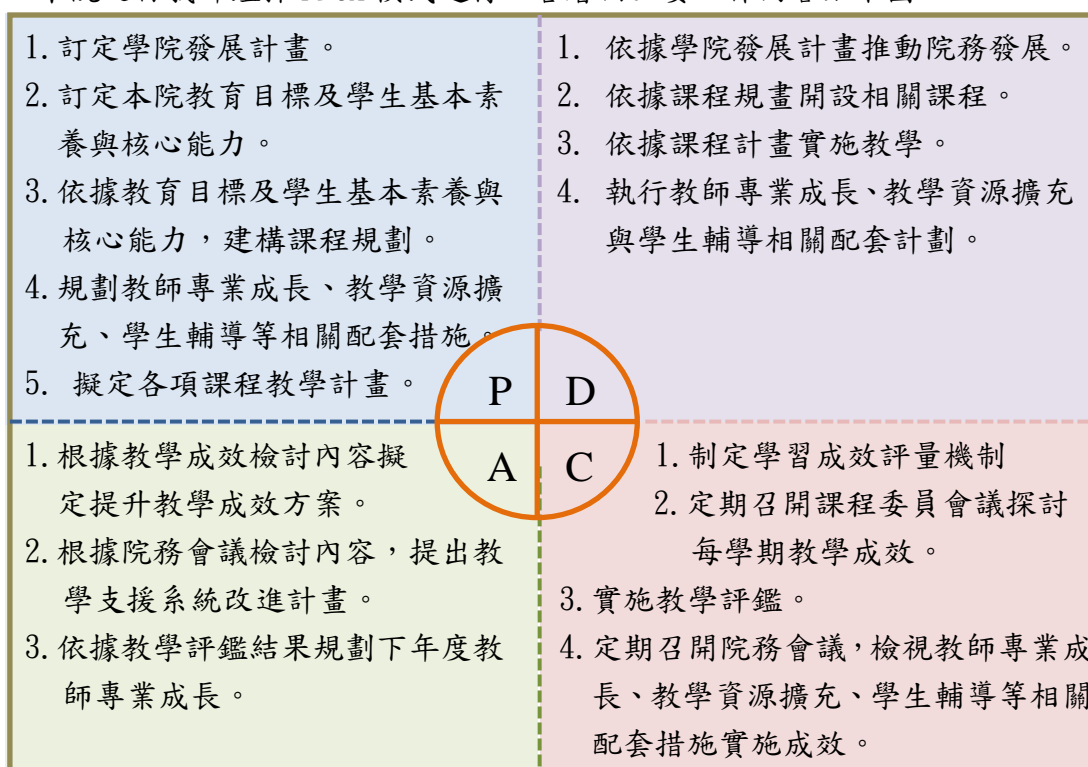 1.訂定學院發展計畫。
2.訂定本院教育目標及學生基本素
養與核心能力。
3.依據教育目標及學生基本素養與
核心能力，建構課程規劃。
4.規劃教師專業成長、教學資源擴
充、學生輔導等相關配套措施。
5. 擬定各項課程教學計畫。
1. 依據學院發展計畫推動院務發展。
2. 依據課程規畫開設相關課程。
3. 依據課程計畫實施教學。
4. 執行教師專業成長、教學資源擴充
與學生輔導相關配套計劃。
P
D
A
C
1.根據教學成效檢討內容擬
定提升教學成效方案。
2.根據院務會議檢討內容，提出教
學支援系統改進計畫。
3.依據教學評鑑結果規劃下年度教
師專業成長。
1.制定學習成效評量機制
2.定期召開課程委員會議探討
每學期教學成效。
3.實施教學評鑑。
4.定期召開院務會議，檢視教師專業成
長、教學資源擴充、學生輔導等相關
配套措施實施成效。